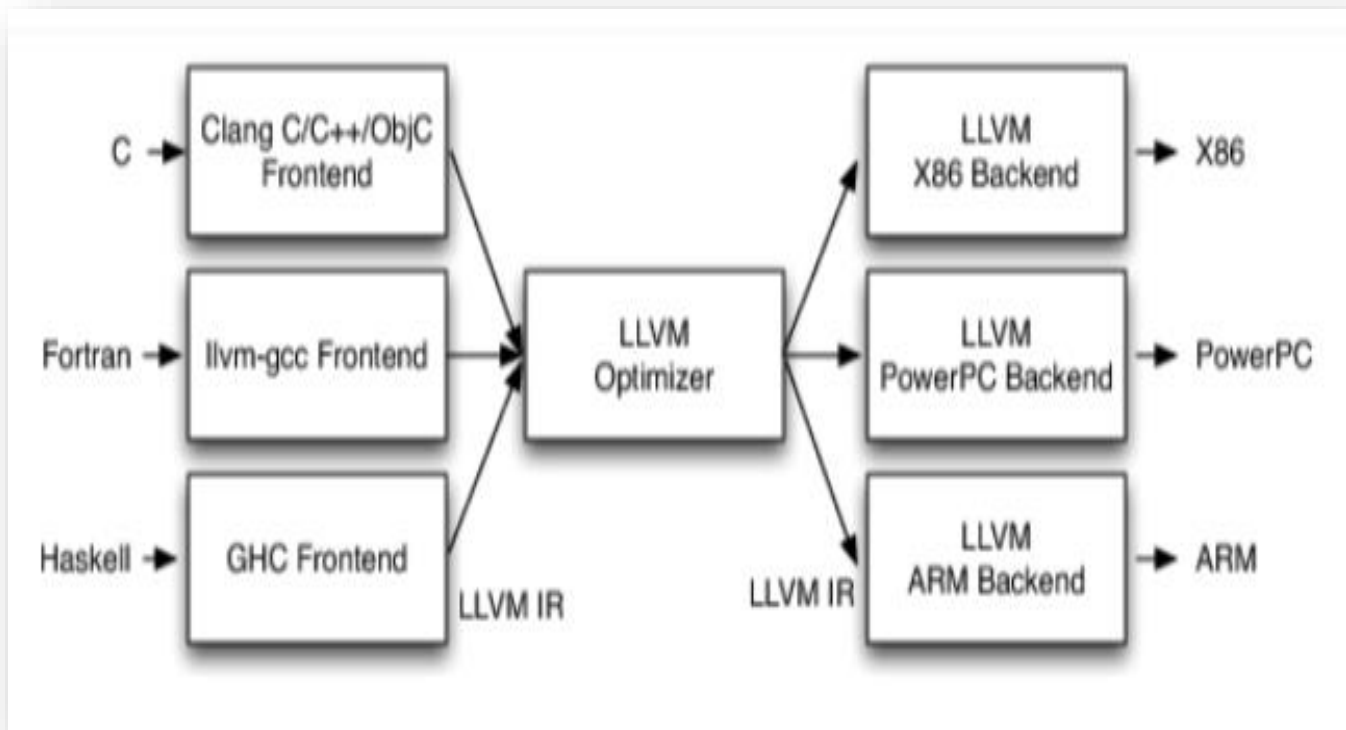 C
Clang C/C++/ObjC
Frontend
LLVM
X86 Backend
X86
Fortran
llvm-gcc Frontend
LLVM
Optimizer
LLVM
PowerPC Backend
PowerPC
Haskell
GHC Frontend
LLVM IR
LLVM IR
LLVM
ARM Backend
ARM